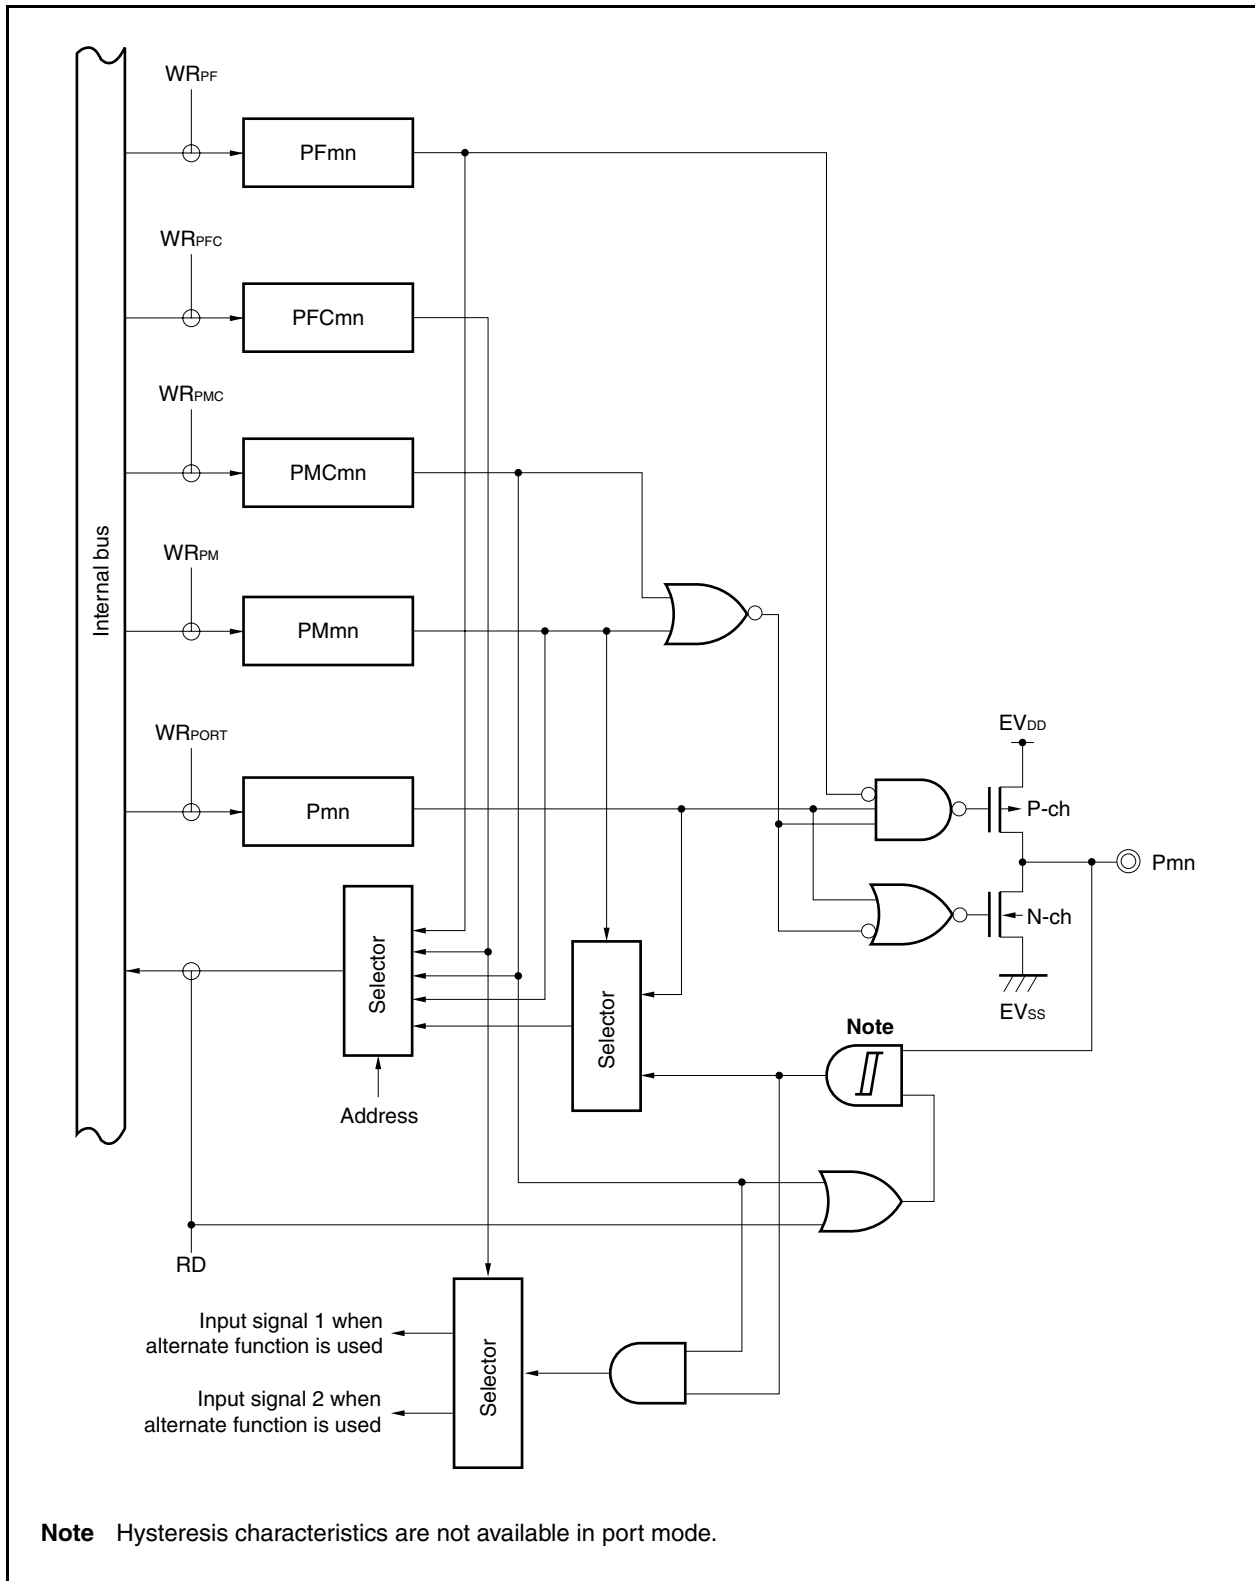 WRPF
PFmn
WRPFC
PFCmn
WRPMC
PMCmn
Internal bus
WRPM
PMmn
WRPORT
Pmn
EVDD
P-ch
Pmn
N-ch
EVSS
Selector
Selector
Note
Address
RD
Input signal 1 when
alternate function is used
Selector
Input signal 2 when
alternate function is used
Note Hysteresis characteristics are not available in port mode.